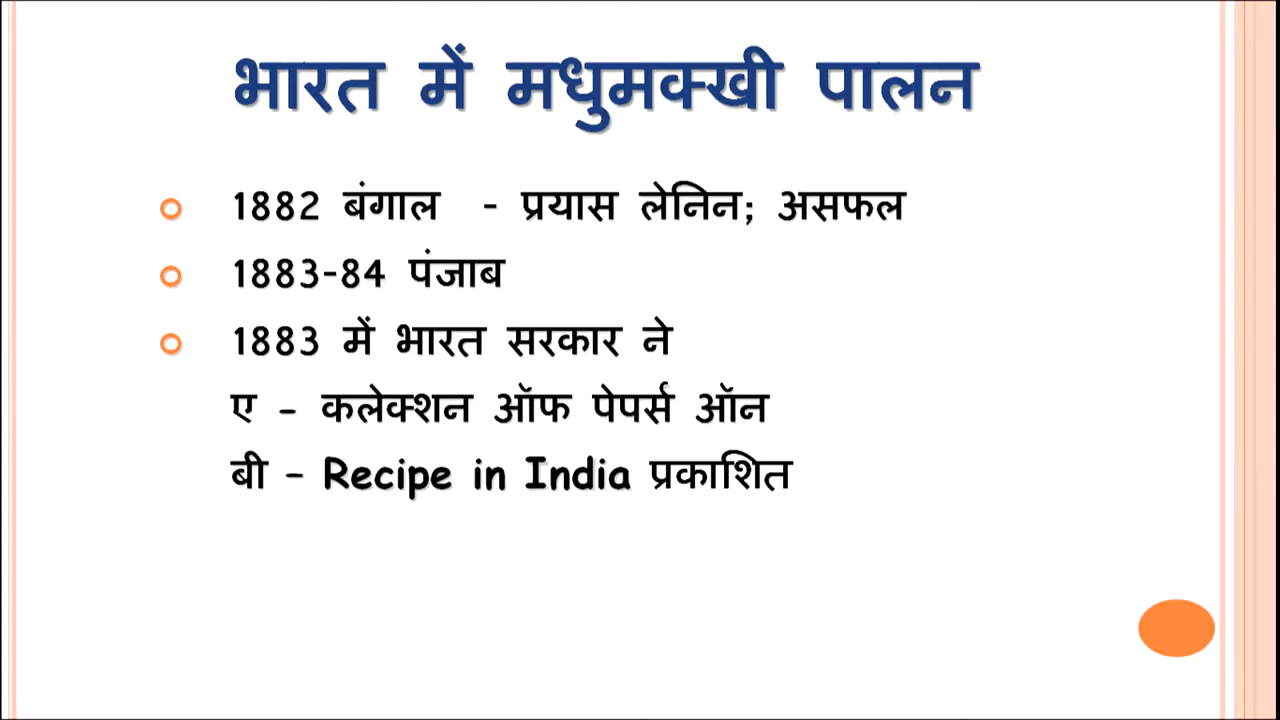 भारत में मधुमक्खी पालन
1882 बंगाल - प्रयास लेनिन; असफल
1883-84 पंजाब
1883 में भारत सरकार ने
ए - कलेक्शन ऑफ पेपर्स ऑन
बी - Recipe in India प्रकाशित